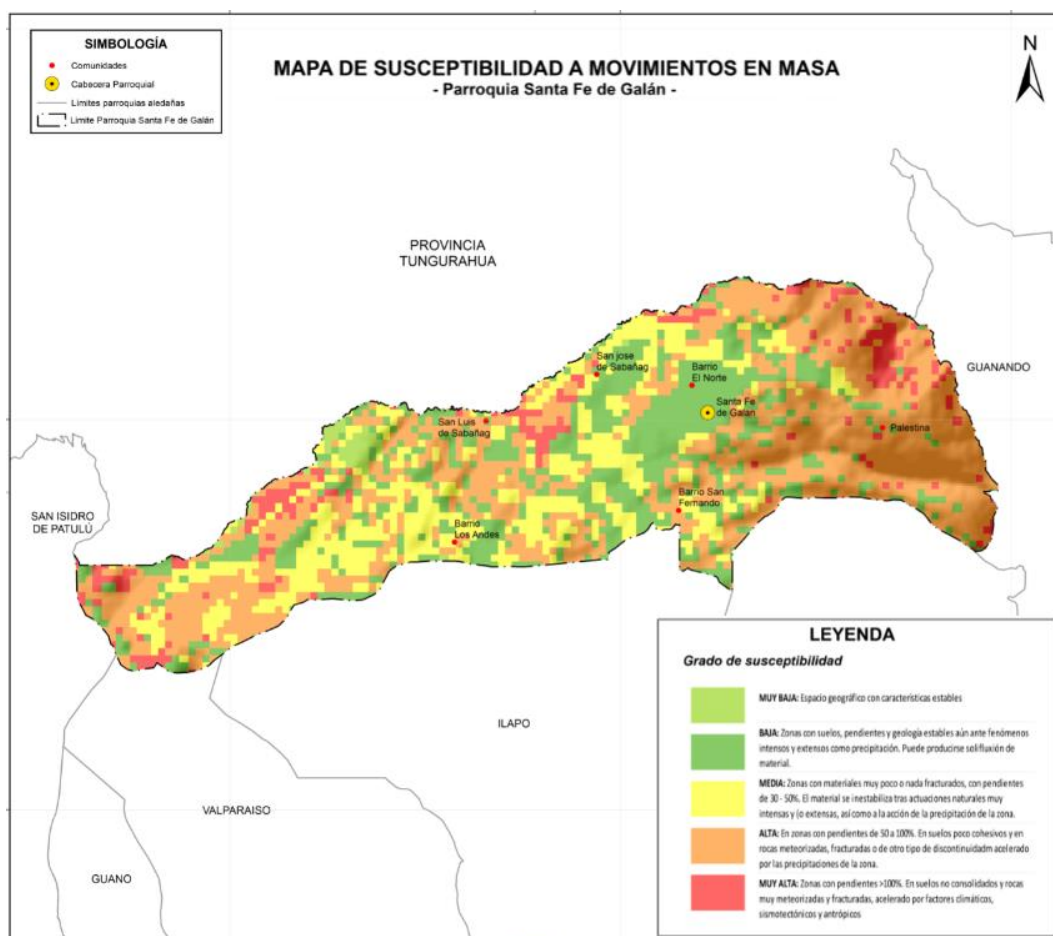 SIMBOLOGÍA
Comunidades
Cabecera Parroquial
Limites parroquias aledañas
Limite Parroquia Santa Fe de Galán
MAPA DE SUSCEPTIBILIDAD A MOVIMIENTOS EN MASA
- Parroquia Santa Fe de Galán -
N
PROVINCIA
TUNGURAHUA
San jose
de Sabañag
Barrio
El Norte
Santa Fe
de Galan
GUANANDO
Palestina
San Luis
de Sabañag
Barrio San
Fernando
Barrio
Los Andes
SAN ISIDRO
DE PATULÚ
ILAPO
VALPARAISO
GUANO
LEYENDA
Grado de susceptibilidad
MUY BAJA: Espacio geográfico con características estables
BAJA: Zonas con suelos, pendientes y geología estables aún ante fenómenos
intensos y extensos como precipitación. Puede producirse solifluxión de
material.
MEDIA: Zonas con materiales muy poco o nada fracturados, con pendientes
de 30 - 50%. El material se inestabiliza tras actuaciones naturales muy
intensas y (o extensas, así como a la acción de la precipitación de la zona.
ALTA: En zonas con pendientes de 50 a 100%. En suelos poco cohesivos y en
rocas meteorizadas, fracturadas o de otro tipo de discontinuidadm acelerado
por las precipitaciones de la zona.
MUY ALTA: Zonas con pendientes >100%. En suelos no consolidados y rocas
muy meteorizadas y fracturadas, acelerado por factores climáticos,
sismotectónicos y antrópicos